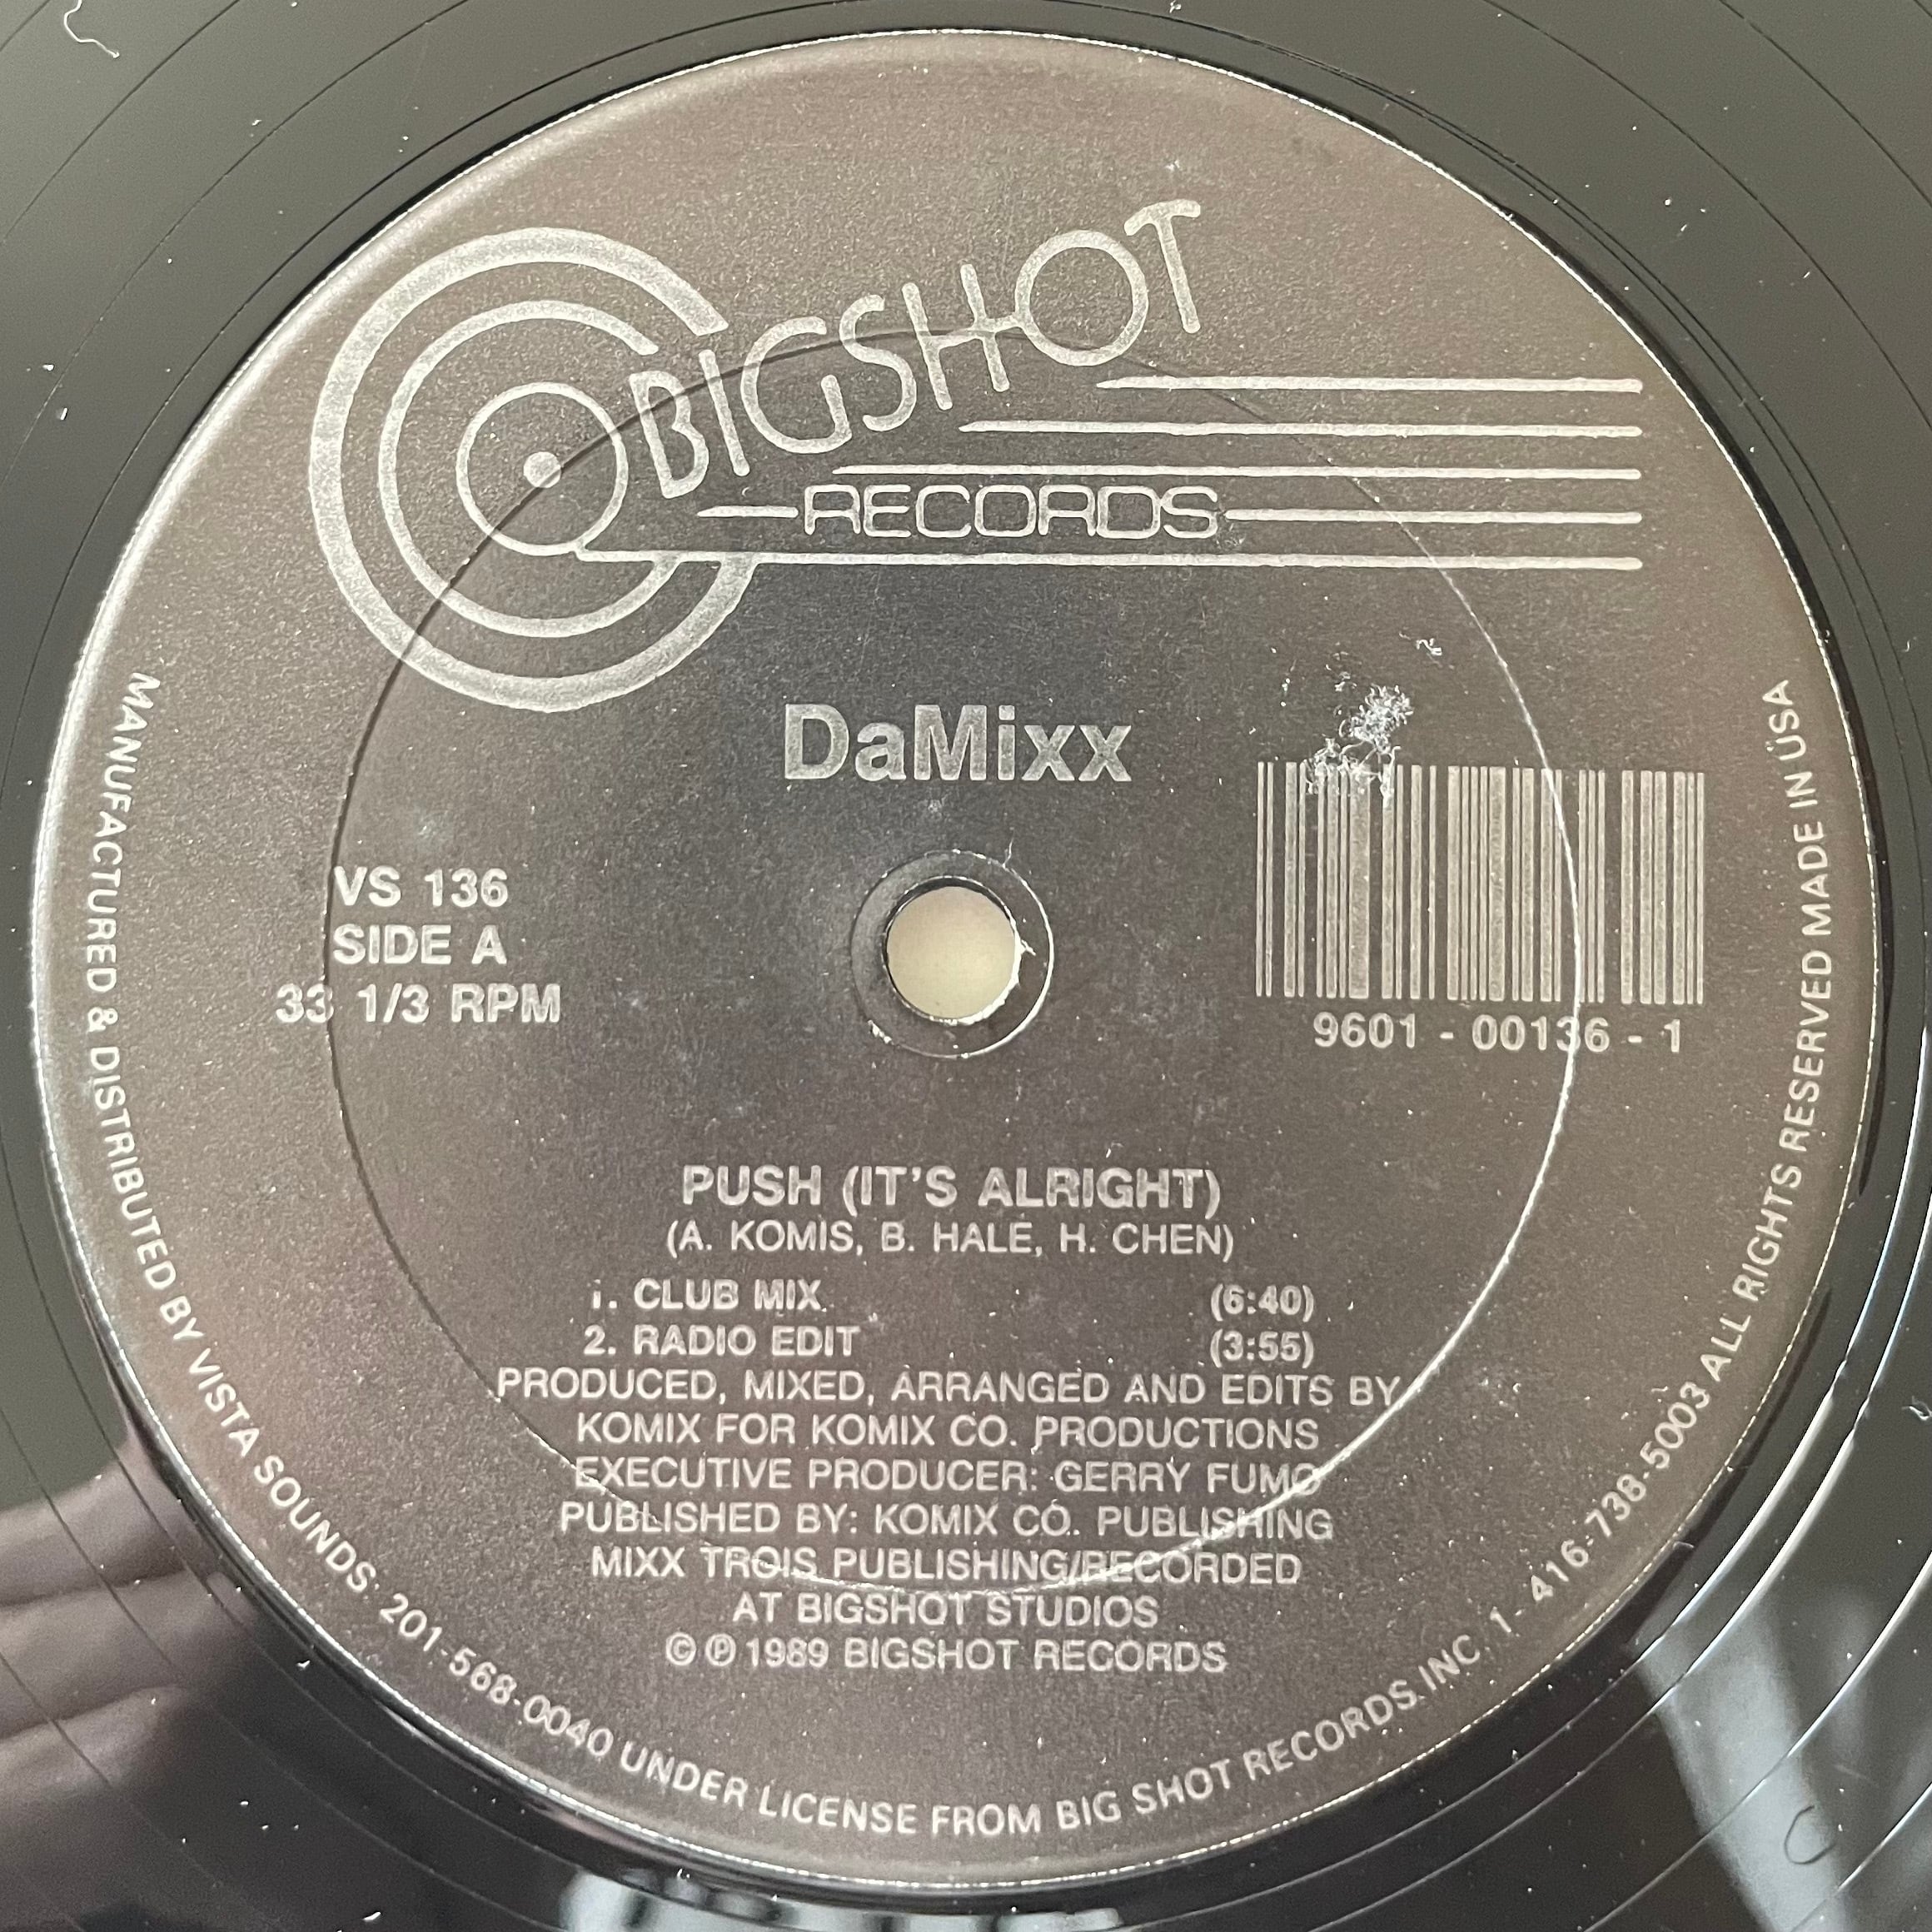 BIGSHOT
RECORDS
DaMixx
VS 136
SIDE A
33 1/3 RPM
9601 - 00136 - 1
PUSH (IT'S ALRIGHT)
(A. KOMIS, B. HALE, H. CHEN)
1. CLUB MIX (6:40)
2. RADIO EDIT (3:55)
PRODUCED, MIXED, ARRANGED AND EDITS BY
KOMIX FOR KOMIX CO. PRODUCTIONS
EXECUTIVE PRODUCER: GERRY FUMO
PUBLISHED BY: KOMIX CO. PUBLISHING
MIXX TROIS PUBLISHING/RECORDED
AT BIGSHOT STUDIOS
© ℗ 1989 BIGSHOT RECORDS
MANUFACTURED & DISTRIBUTED BY VISTA SOUNDS: 201-568-0040 UNDER LICENSE FROM BIG SHOT RECORDS INC. 1-416-738-5003 ALL RIGHTS RESERVED MADE IN USA